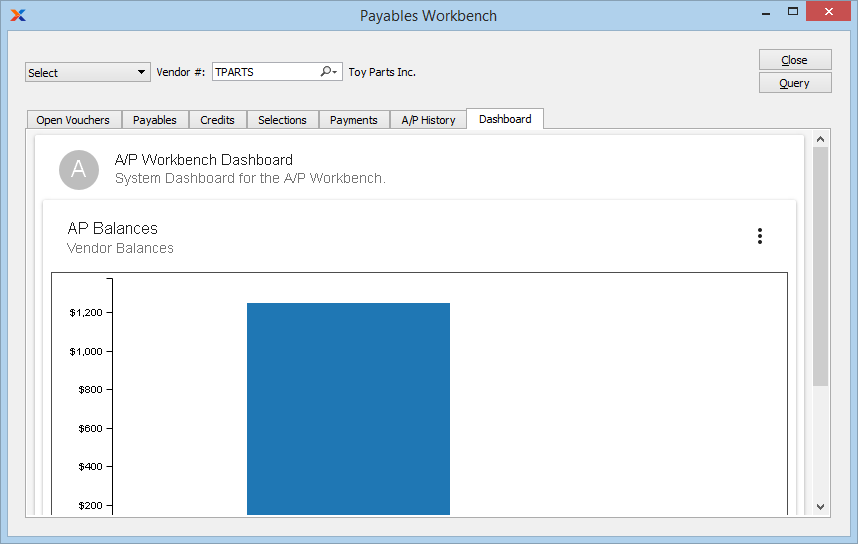 Payables Workbench
Select Vendor #: TPARTS Toy Parts Inc.
Close
Query
Open Vouchers Payables Credits Selections Payments A/P History Dashboard
A A/P Workbench Dashboard
System Dashboard for the A/P Workbench.
AP Balances
Vendor Balances
$1,200
$1,000
$800
$600
$400
$200